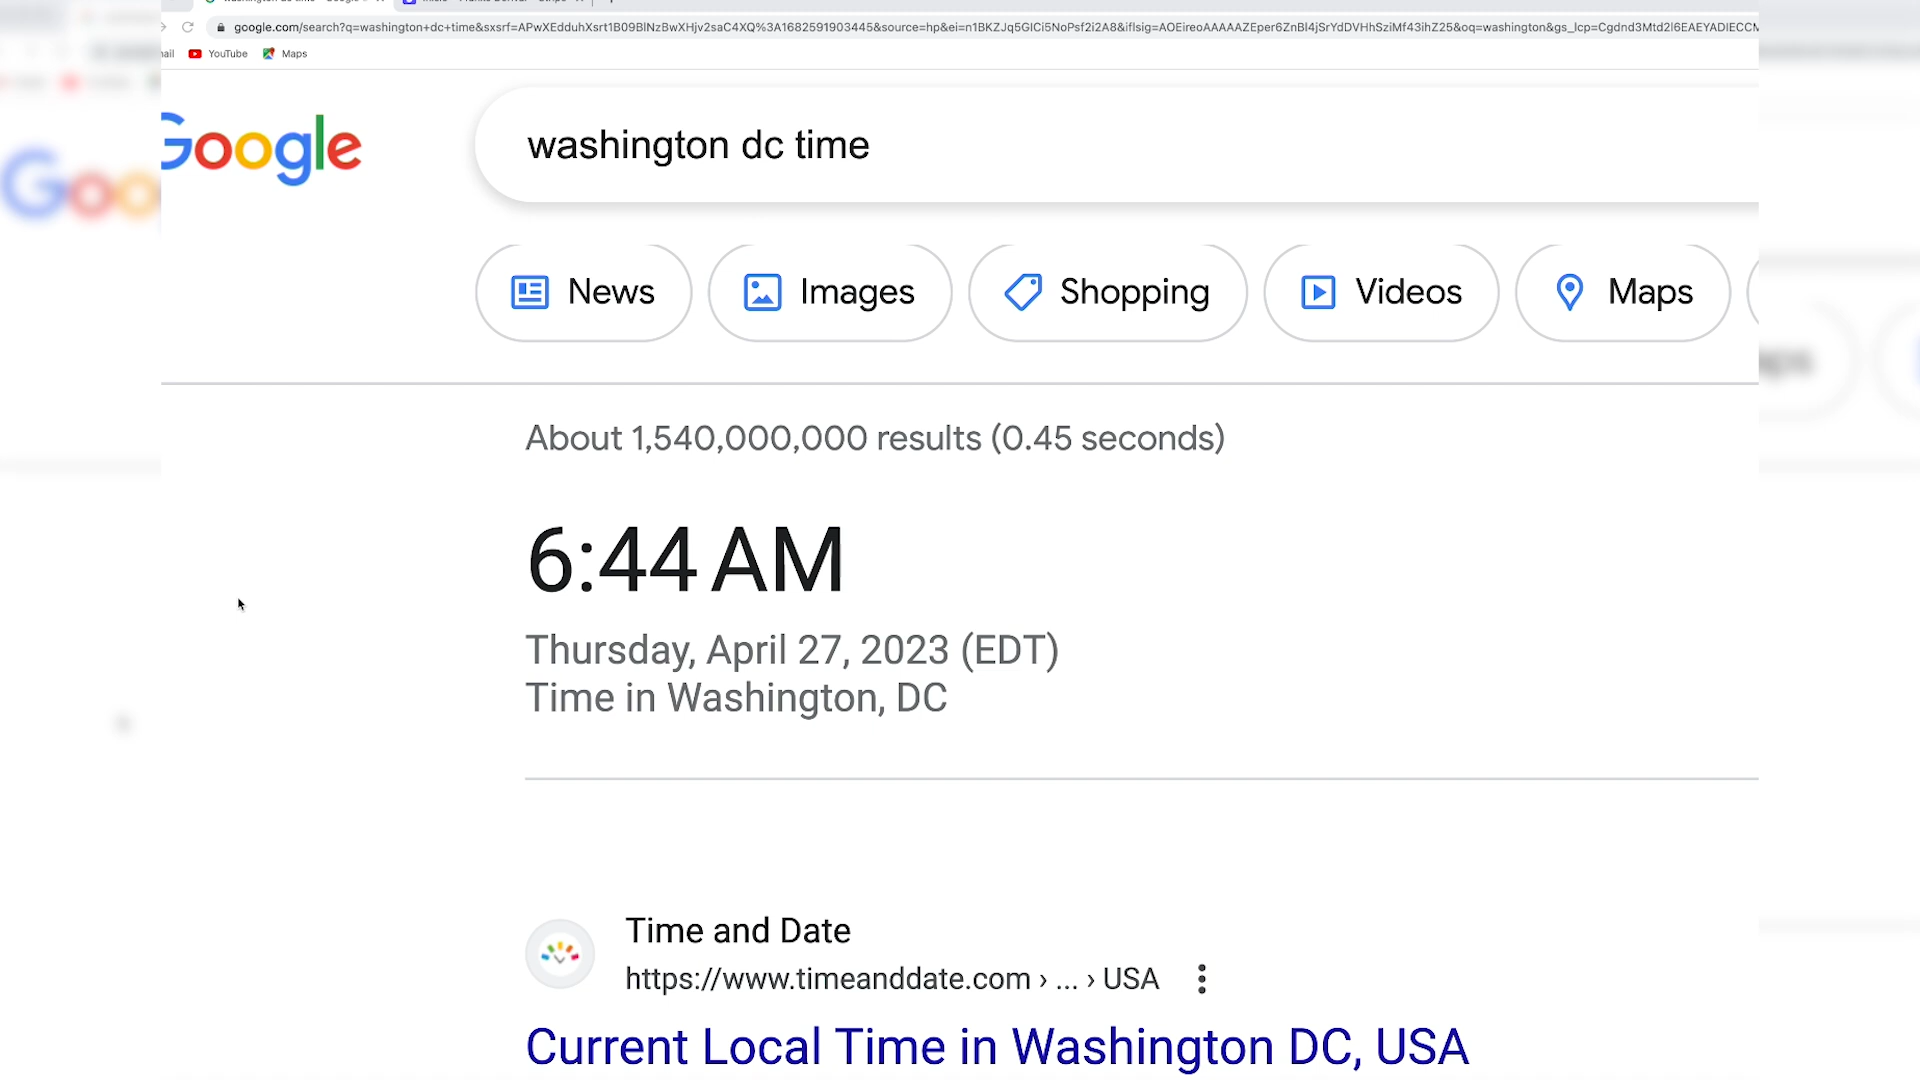 google.com/search?q=washington+dc+time&sxsrf=APwXEdduhXsrt1B09BlNzBwXHjv2saC4XQ%3A1682591903445&source=hp&ei=n1BKZJq5GICi5NoPsf2i2A8&iflsig=AOEireoAAAAAZEper6ZnBl4jSrYdDVHhSziMf43ihZ25&oq=washington&gs_lcp=Cgdnd3Mtd2l6EAEYADIECCM
YouTube
Maps
Google
washington dc time
News
Images
Shopping
Videos
Maps
About 1,540,000,000 results (0.45 seconds)
6:44 AM
Thursday, April 27, 2023 (EDT)
Time in Washington, DC
Time and Date
https://www.timeanddate.com › ... › USA
Current Local Time in Washington DC, USA